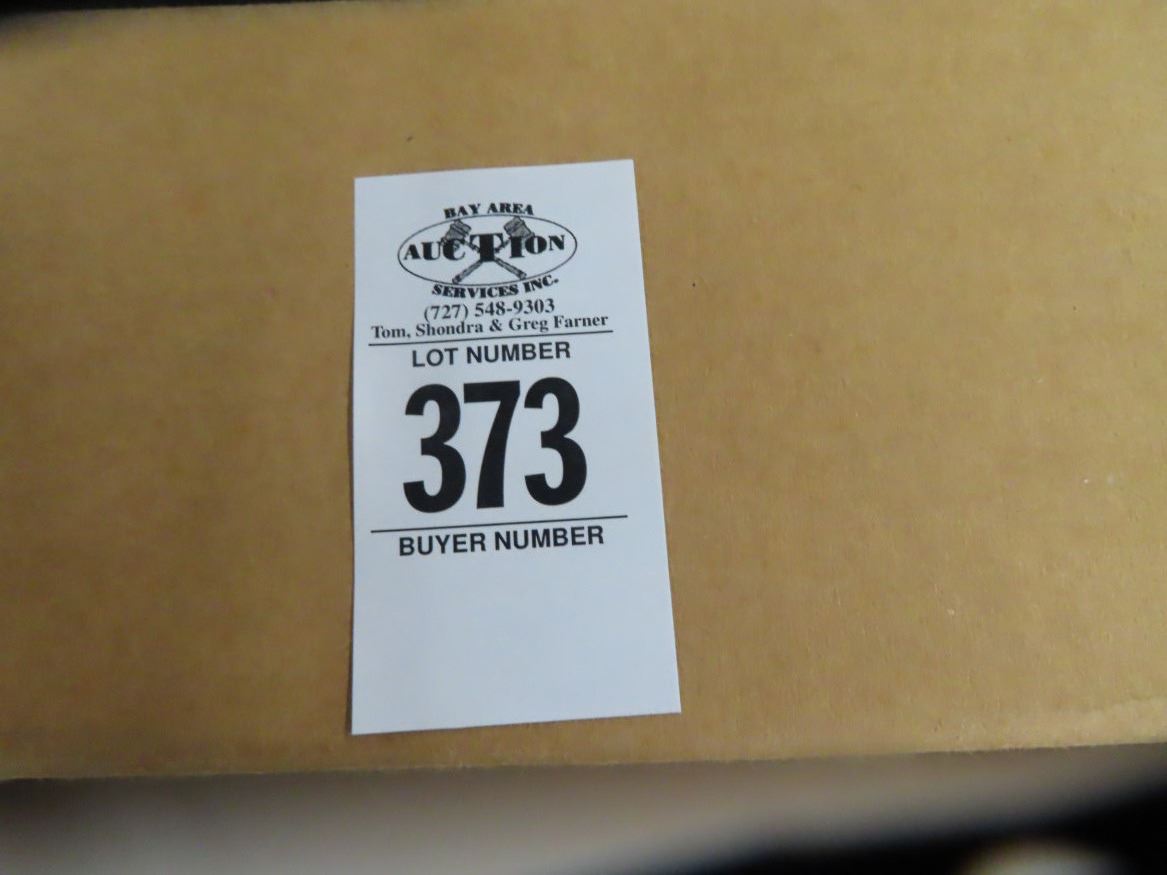 BAY AREA
AUCTION
SERVICES INC.
(727) 548-9303
Tom, Shondra & Greg Farner
LOT NUMBER
373
BUYER NUMBER